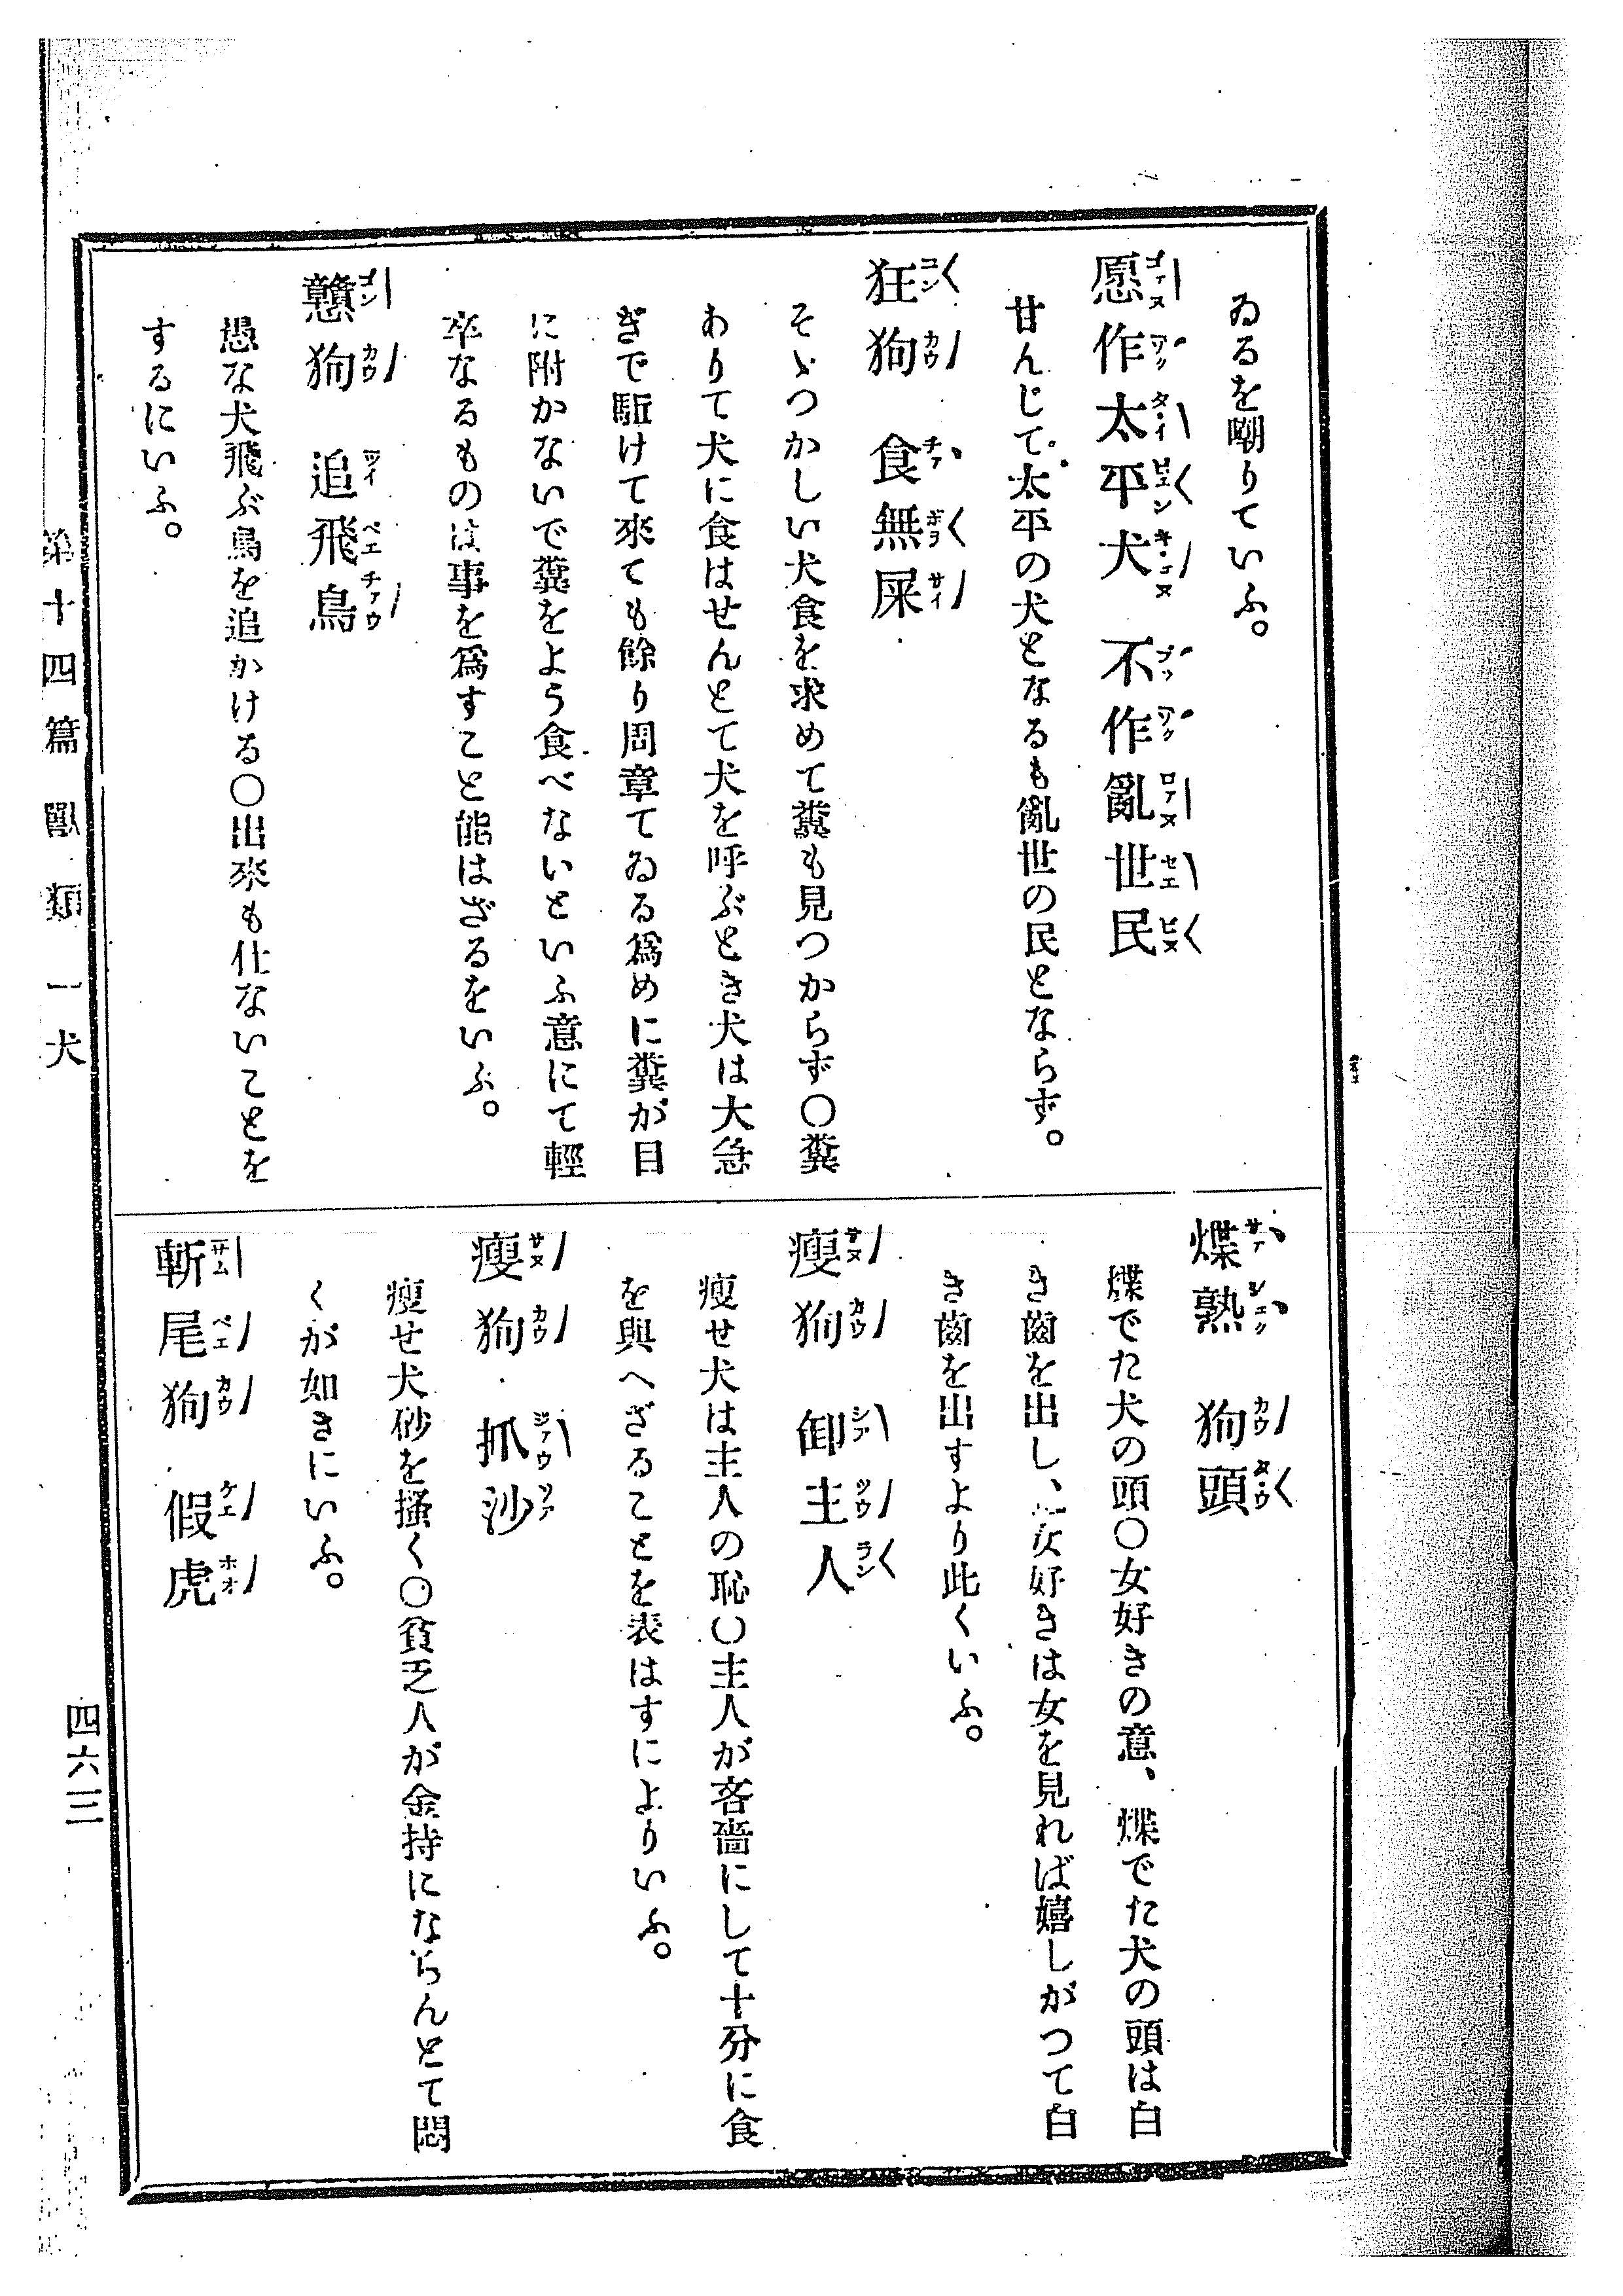 ゐるを嘲りていふ。
愿作太平犬　不作亂世民
甘んじて太平の犬となるも亂世の民とならず。
狂狗　食無屎
そゝつかしい犬食を求めて糞も見つからず〇糞
ありて犬に食はせんとて犬を呼ぶとき犬は大急
ぎで駈けて來ても餘り周章てゐる爲めに糞が目
に附かないで糞をよう食べないといふ意にて輕
卒なるものは事を爲すこと能はざるをいふ。
戇狗　追飛鳥
愚な犬飛ぶ鳥を追かける〇出來も仕ないことを
するにいふ。
煠熟　狗頭
煠でた犬の頭〇女好きの意、煠でた犬の頭は白
き齒を出し、女好きは女を見れば嬉しがつて白
き齒を出すより此くいふ。
瘦狗　卸主人
瘦せ犬は主人の恥〇主人が吝嗇にして十分に食
を與へざることを表はすによりいふ。
瘦狗　抓沙
瘦せ犬砂を搔く〇貧乏人が金持にならんとて悶
くが如きにいふ。
斬尾狗　假虎
第十四篇　獸類　一犬
四六三